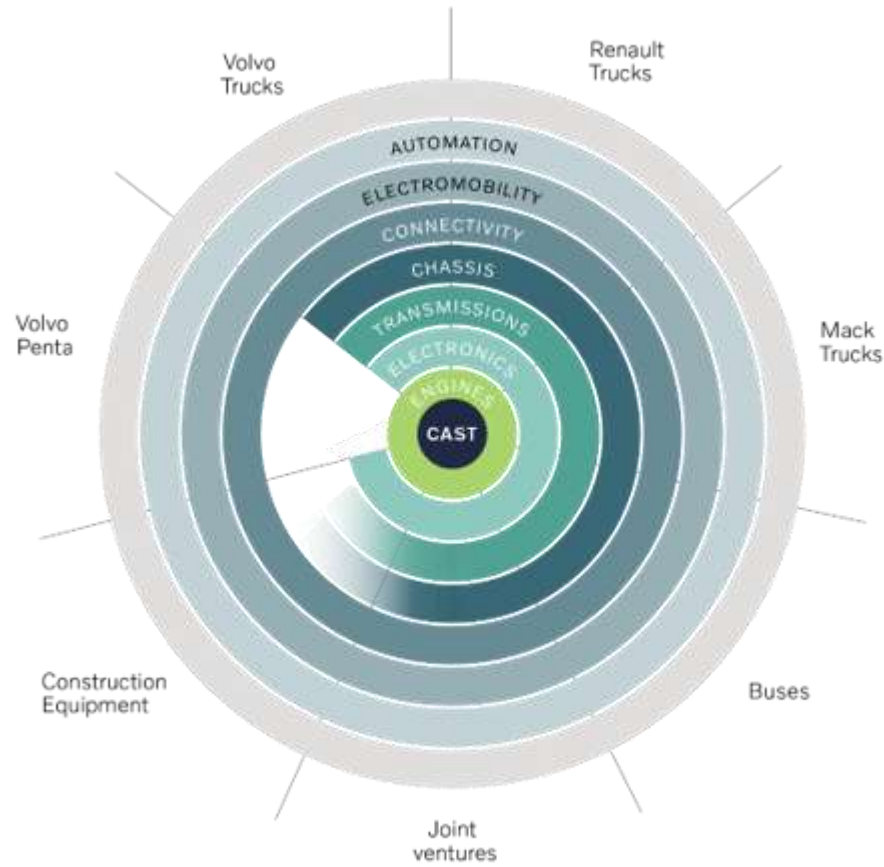 Volvo
Trucks
Renault
Trucks
AUTOMATION
ELECTROMOBILITY
CONNECTIVITY
CHASSIS
TRANSMISSIONS
ELECTRONICS
ENGINES
CAST
Volvo
Penta
Mack
Trucks
Construction
Equipment
Buses
Joint
ventures